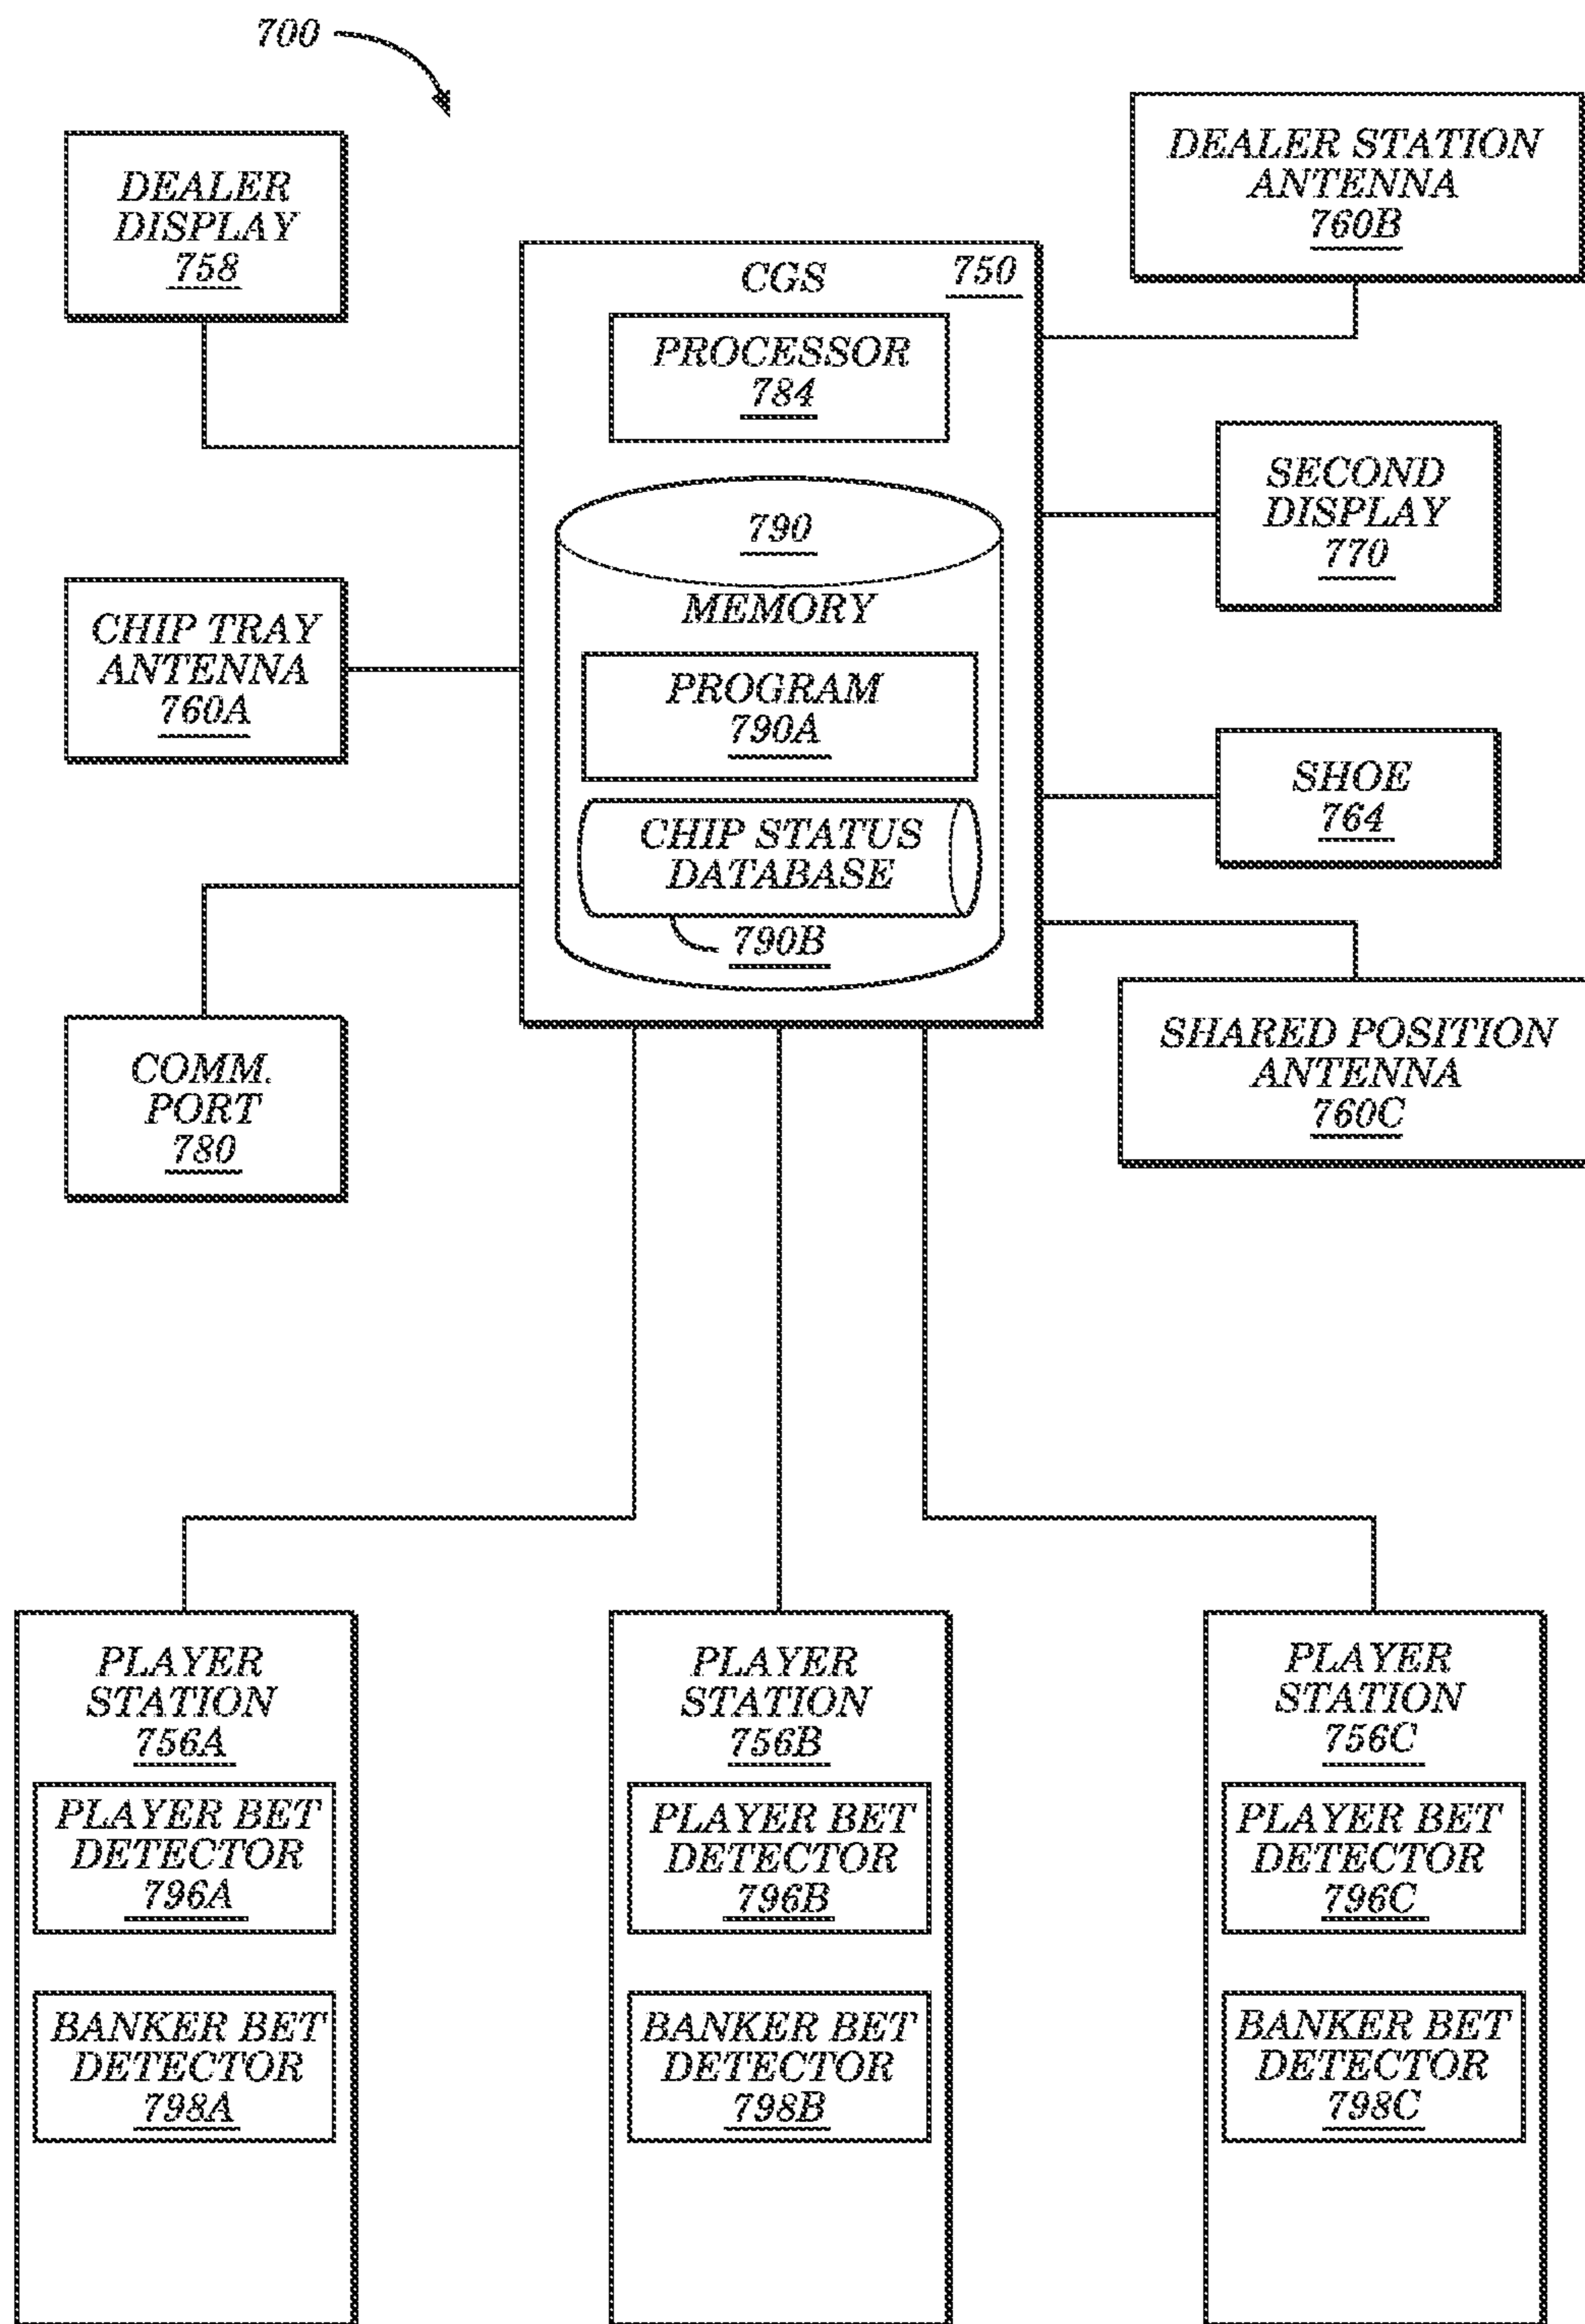 700
DEALER
DISPLAY
758
DEALER STATION
ANTENNA
760B
CGS 750
PROCESSOR
784
790
MEMORY
PROGRAM
790A
CHIP STATUS
DATABASE
790B
SECOND
DISPLAY
770
CHIP TRAY
ANTENNA
760A
SHOE
764
COMM.
PORT
780
SHARED POSITION
ANTENNA
760C
PLAYER
STATION
756A
PLAYER BET
DETECTOR
796A
BANKER BET
DETECTOR
798A
PLAYER
STATION
756B
PLAYER BET
DETECTOR
796B
BANKER BET
DETECTOR
798B
PLAYER
STATION
756C
PLAYER BET
DETECTOR
796C
BANKER BET
DETECTOR
798C